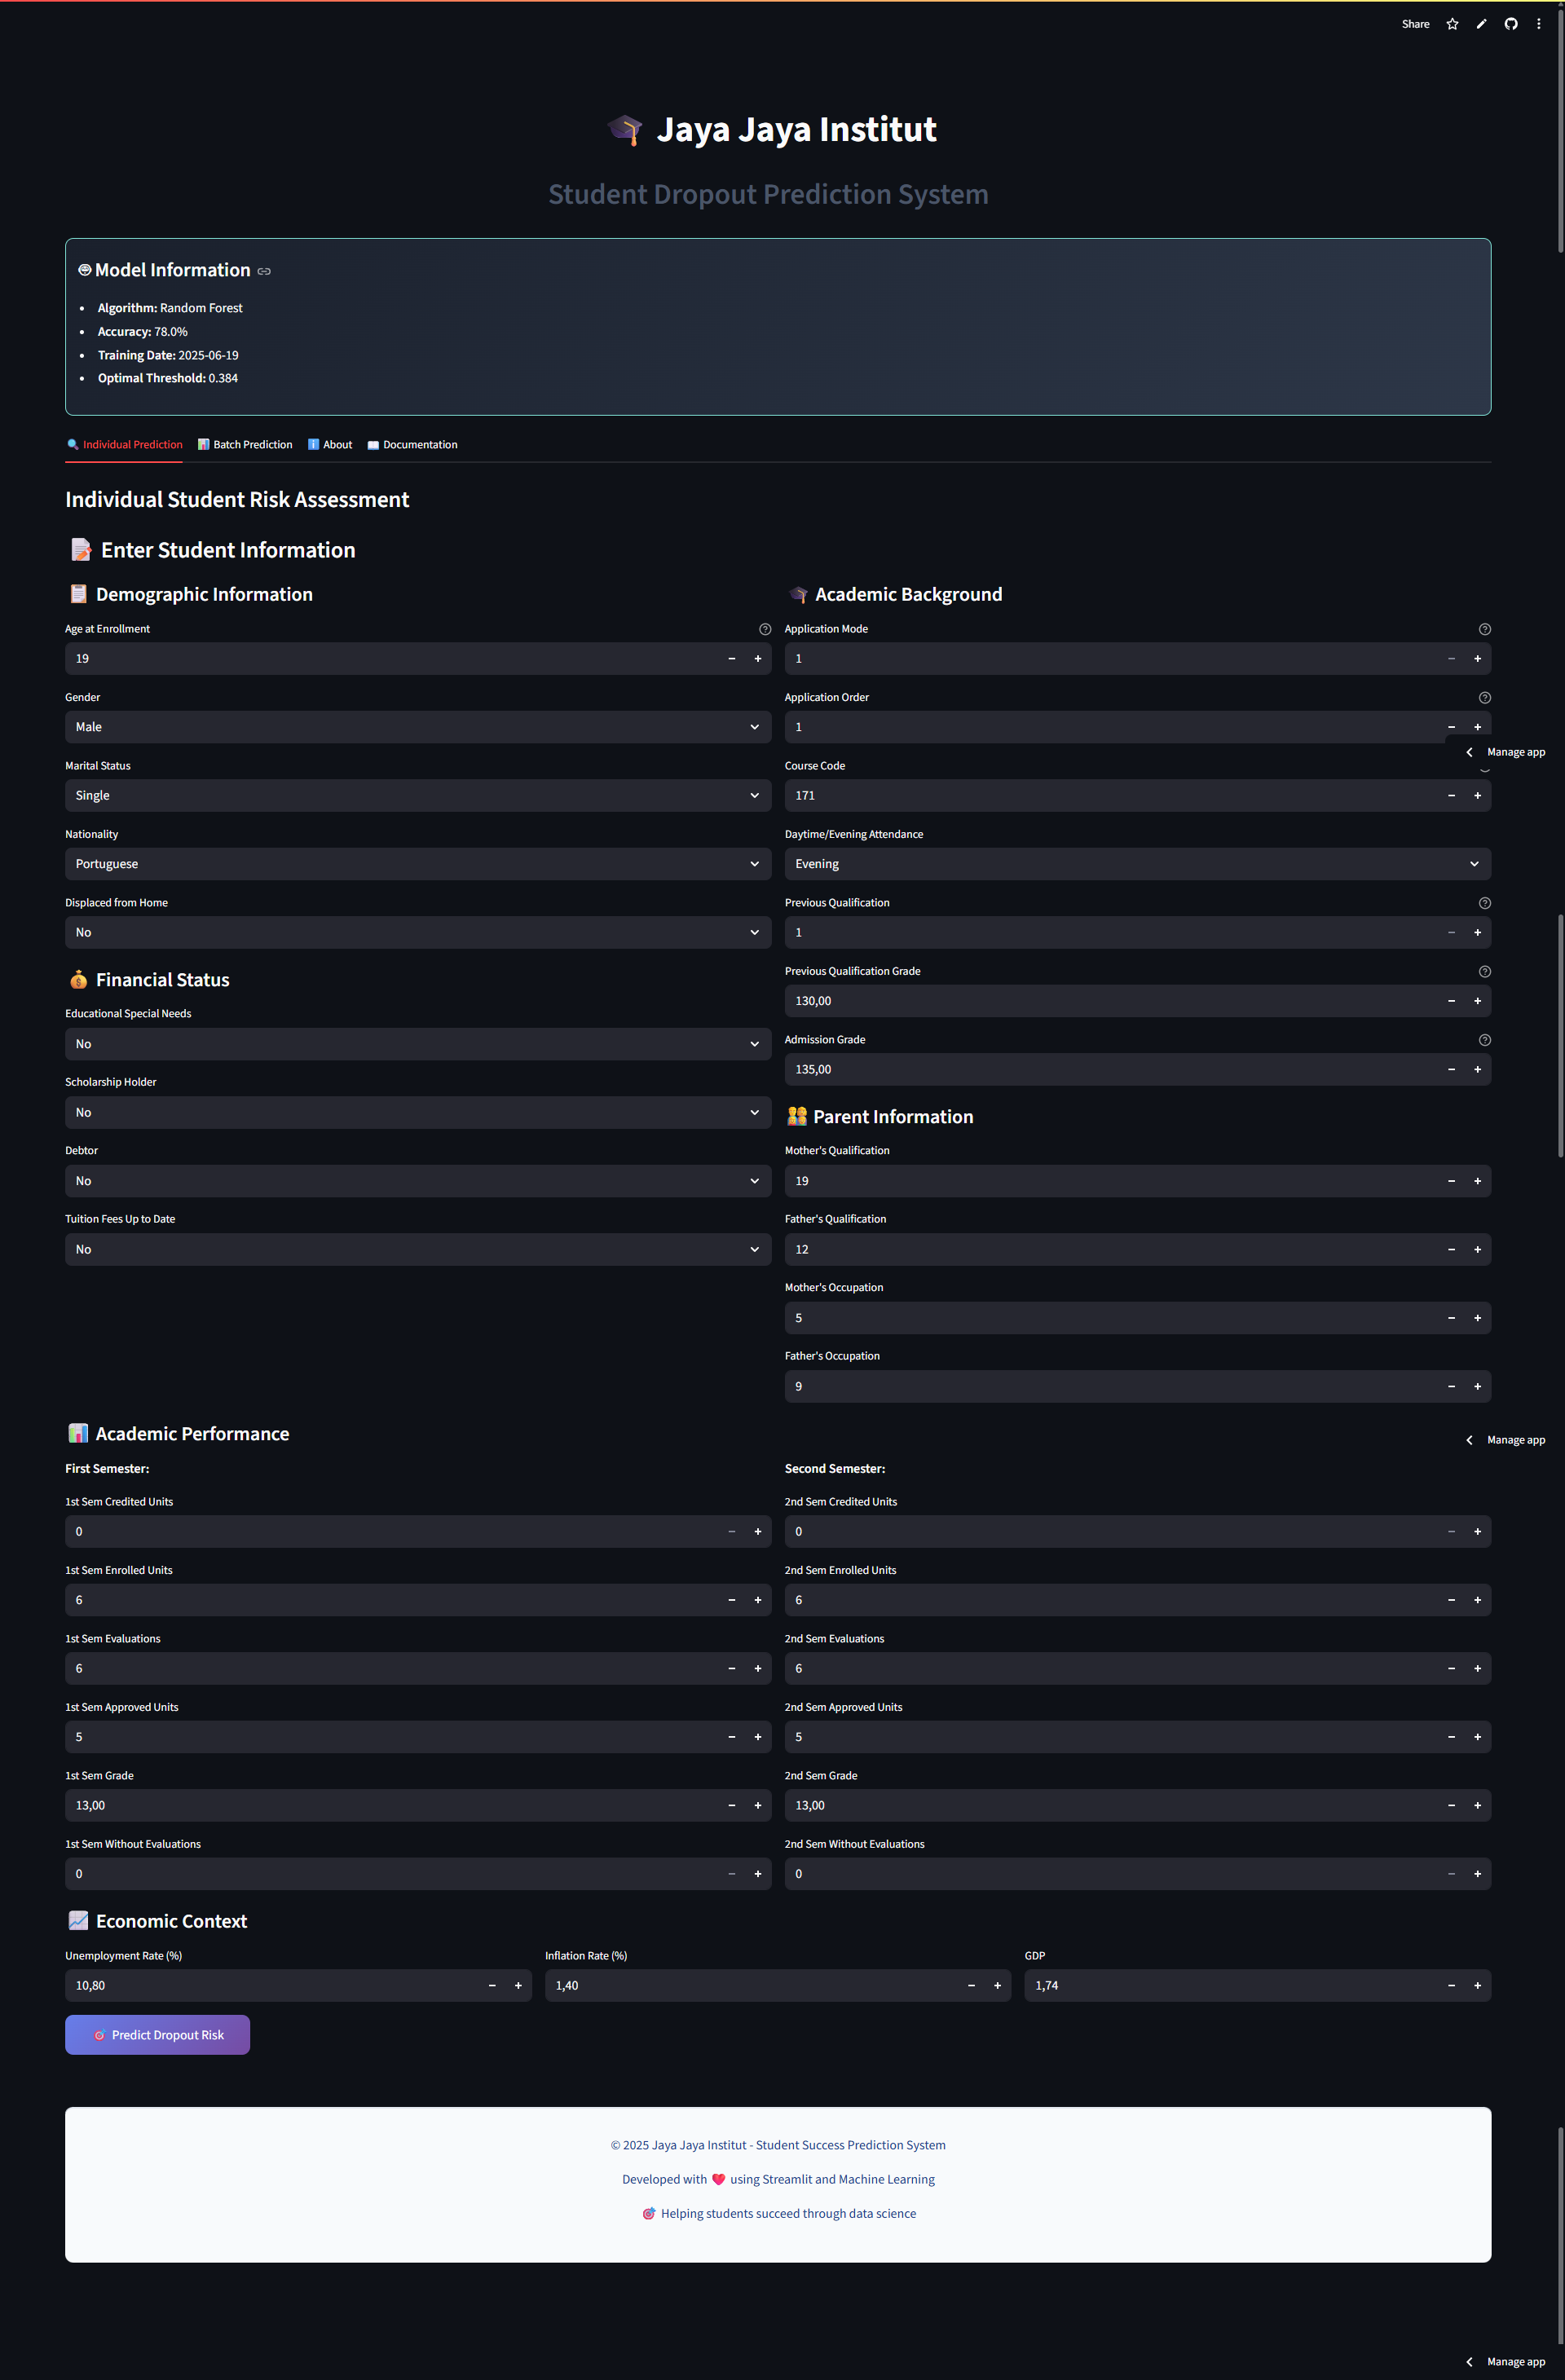 Share
Jaya Jaya Institut
Student Dropout Prediction System
Model Information
Algorithm: Random Forest
Accuracy: 78.0%
Training Date: 2025-06-19
Optimal Threshold: 0.384
Individual Prediction
Batch Prediction
About
Documentation
Individual Student Risk Assessment
Enter Student Information
Demographic Information
Age at Enrollment
19
Gender
Male
Marital Status
Single
Nationality
Portuguese
Displaced from Home
No
Financial Status
Educational Special Needs
No
Scholarship Holder
No
Debtor
No
Tuition Fees Up to Date
No
Academic Background
Application Mode
1
Application Order
1
Manage app
Course Code
171
Daytime/Evening Attendance
Evening
Previous Qualification
1
Previous Qualification Grade
130,00
Admission Grade
135,00
Parent Information
Mother's Qualification
19
Father's Qualification
12
Mother's Occupation
5
Father's Occupation
9
Academic Performance
Manage app
First Semester:
1st Sem Credited Units
0
1st Sem Enrolled Units
6
1st Sem Evaluations
6
1st Sem Approved Units
5
1st Sem Grade
13,00
1st Sem Without Evaluations
0
Second Semester:
2nd Sem Credited Units
0
2nd Sem Enrolled Units
6
2nd Sem Evaluations
6
2nd Sem Approved Units
5
2nd Sem Grade
13,00
2nd Sem Without Evaluations
0
Economic Context
Unemployment Rate (%)
10,80
Inflation Rate (%)
1,40
GDP
1,74
Predict Dropout Risk
© 2025 Jaya Jaya Institut - Student Success Prediction System
Developed with ❤️ using Streamlit and Machine Learning
Helping students succeed through data science
Manage app